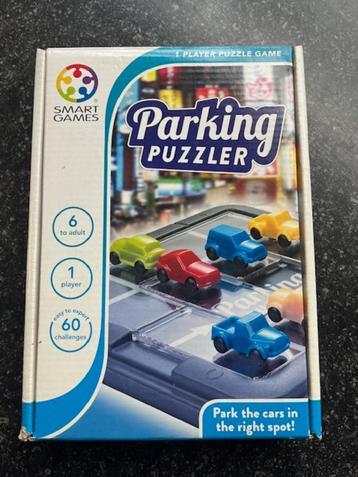 1 PLAYER PUZZLE GAME
SMART
GAMES
Parking
PUZZLER
6
to adult
1
player
easy to expert
60
challenges
Parking
Park the cars in
the right spot!